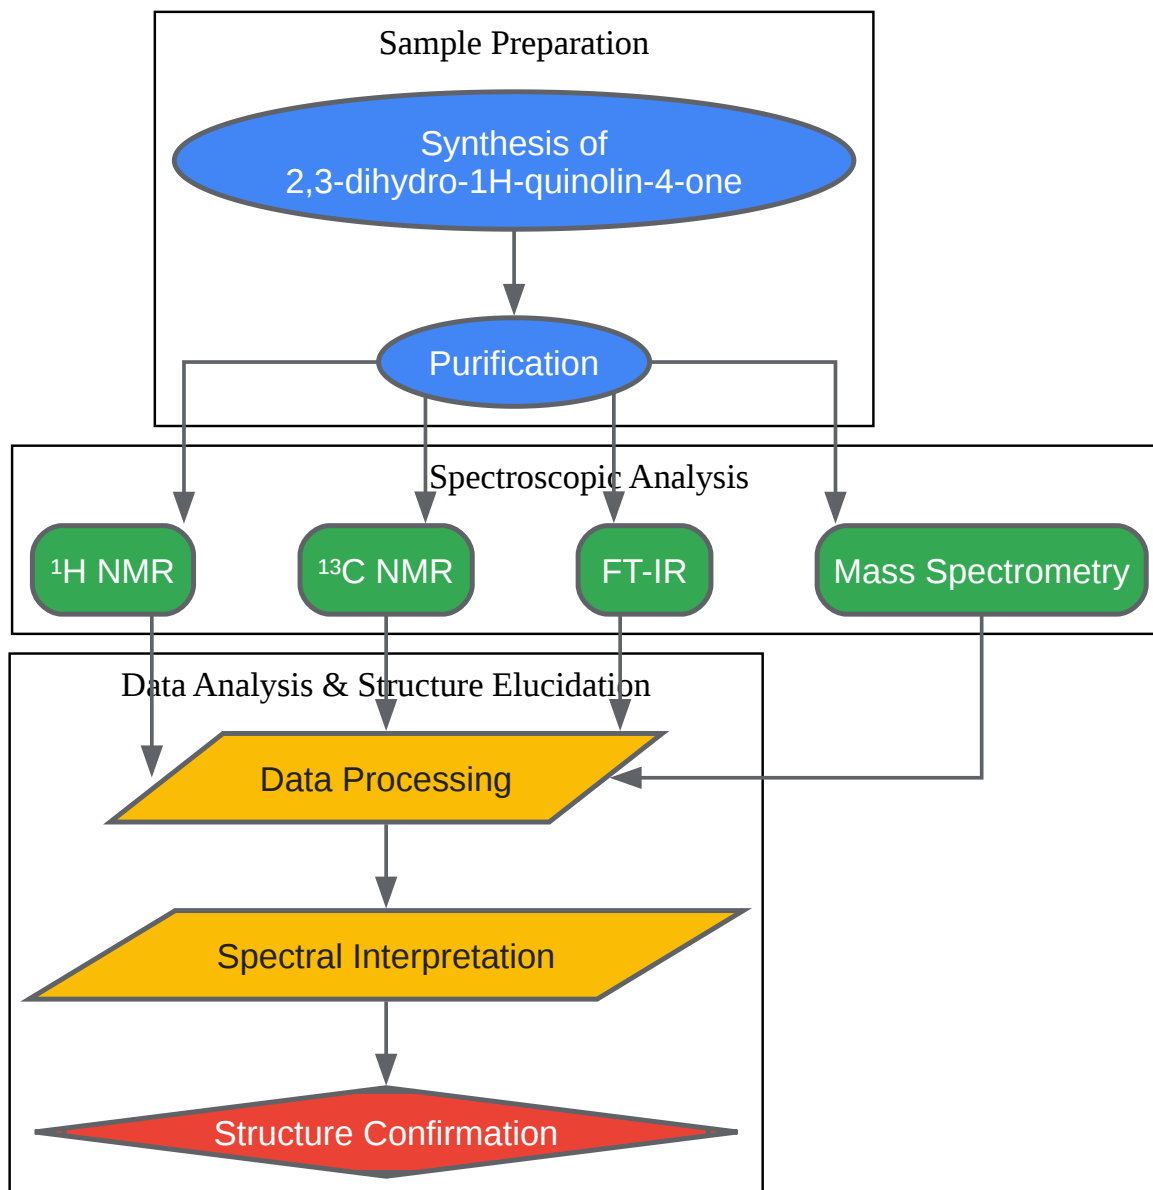 Sample Preparation
Synthesis of
2,3-dihydro-1H-quinolin-4-one
Purification
Spectroscopic Analysis
¹H NMR
¹³C NMR
FT-IR
Mass Spectrometry
Data Analysis & Structure Elucidation
Data Processing
Spectral Interpretation
Structure Confirmation